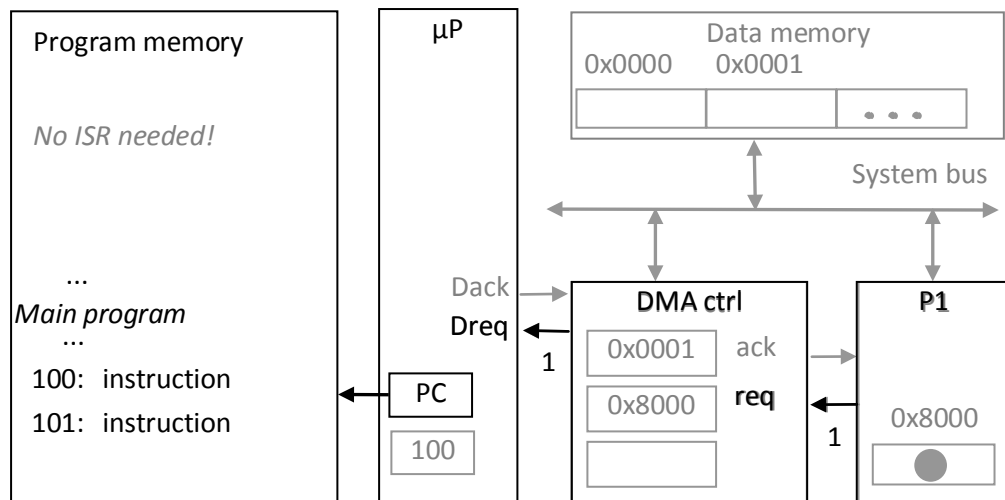 Program memory
No ISR needed!
...
Main program
...
100: instruction
101: instruction
μP
Dack
Dreq
PC
100
Data memory
0x0000 0x0001
System bus
DMA ctrl
0x0001
ack
0x8000
req
1
1
P1
0x8000